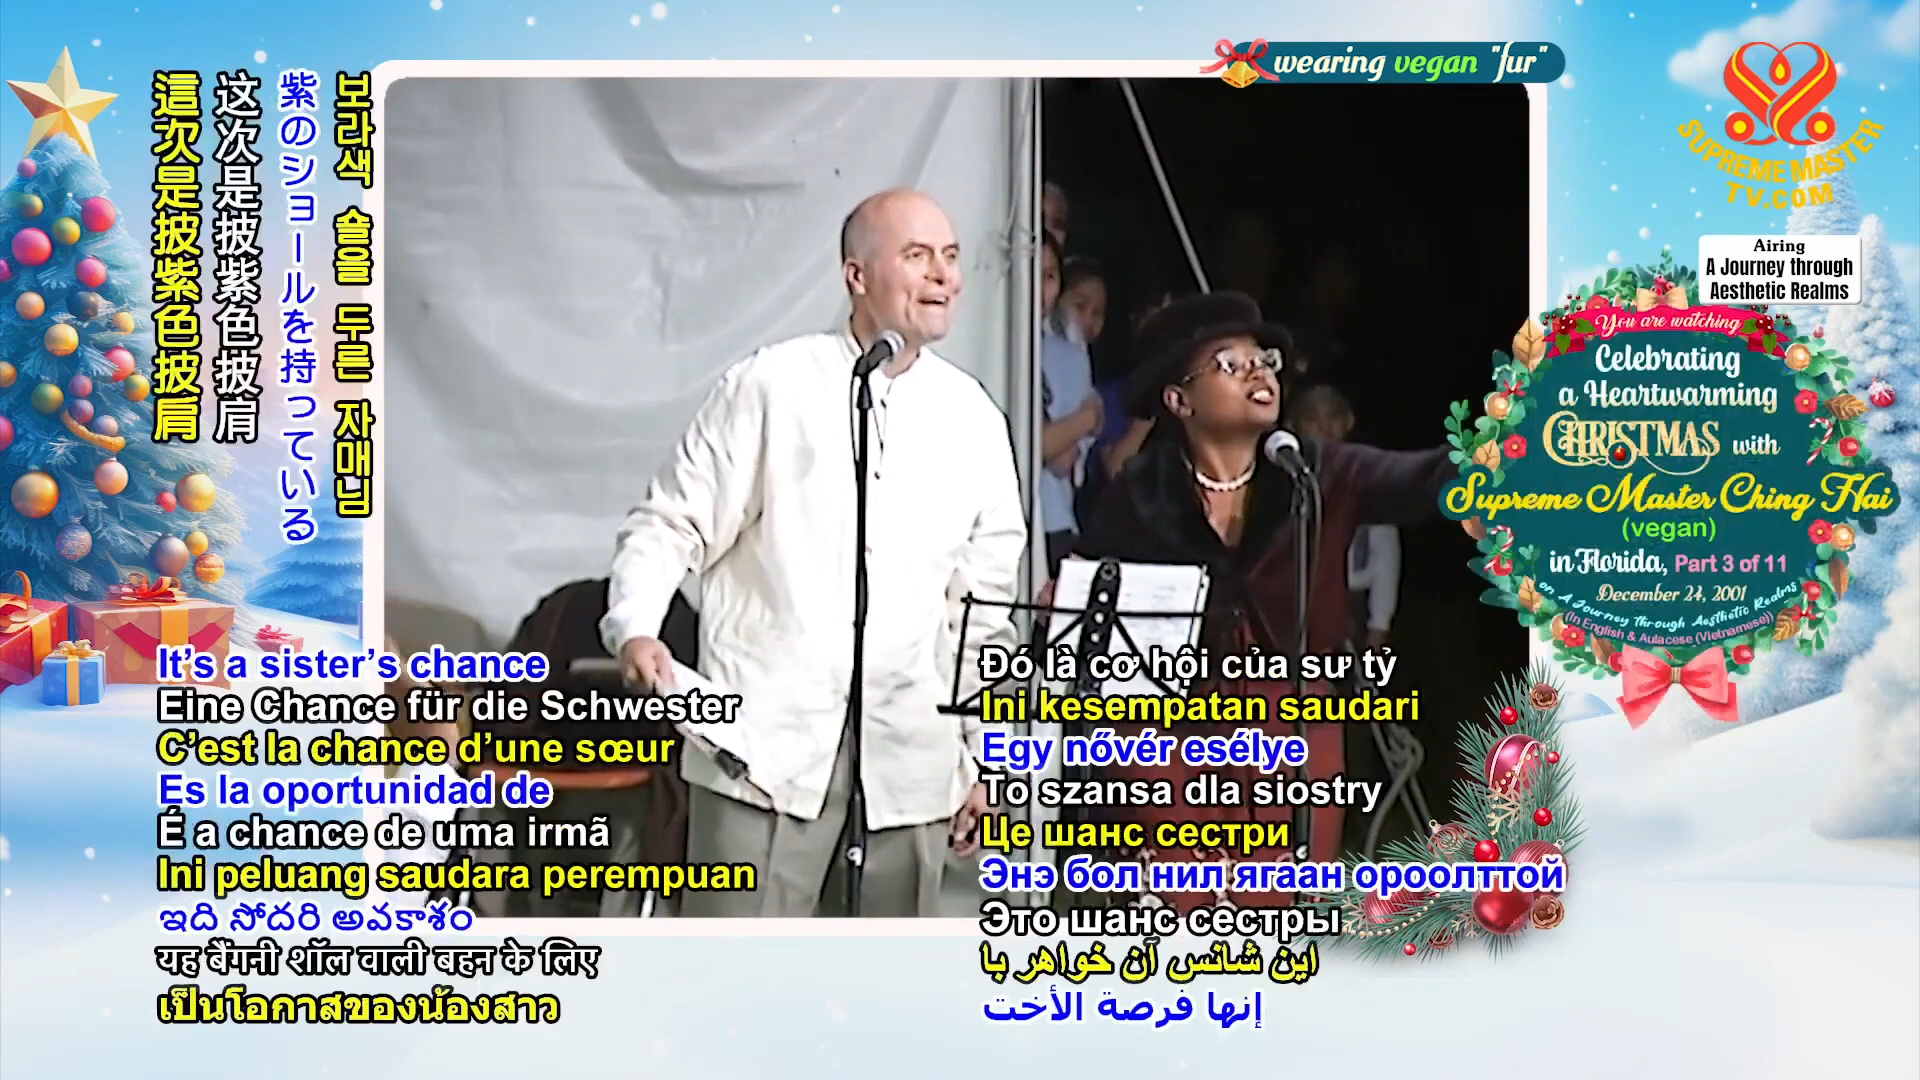 wearing vegan "fur"
SUPREME MASTER
TV.COM
Airing
A Journey through
Aesthetic Realms
You are watching
Celebrating
a Heartwarming
CHRISTMAS with
Supreme Master Ching Hai
(vegan)
in Florida, Part 3 of 11
December 24, 2001
on A Journey through Aesthetic Realms
(In English & Aulacese (Vietnamese))
보라색 숄을 두른 자매님
紫のショールを持っている
这次是披紫色披肩
這次是披紫色披肩
It's a sister's chance
Eine Chance für die Schwester
C'est la chance d'une sœur
Es la oportunidad de
É a chance de uma irmã
Ini peluang saudara perempuan
ఇది సోదరి అవకాశం
यह बैंगनी शॉल वाली बहन के लिए
เป็นโอกาสของน้องสาว
Đó là cơ hội của sư tỷ
Ini kesempatan saudari
Egy nővér esélye
To szansa dla siostry
Це шанс сестри
Энэ бол нил ягаан ороолттой
Это шанс сестры
این شانس آن خواهر با
إنها فرصة الأخت